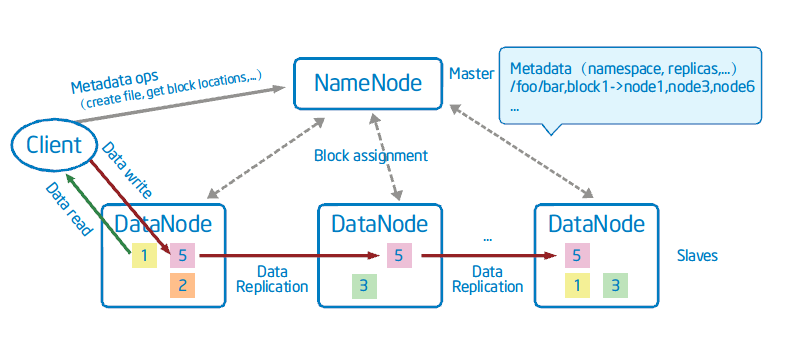 Metadata ops
(create file, get block locations,...)
NameNode
Master
Metadata (namespace, replicas,...)
/foo/bar,block1->node1,node3,node6
...
Client
Data write
Data read
Block assignment
DataNode
1
5
2
Data
Replication
DataNode
5
3
...
Data
Replication
DataNode
5
1
3
Slaves